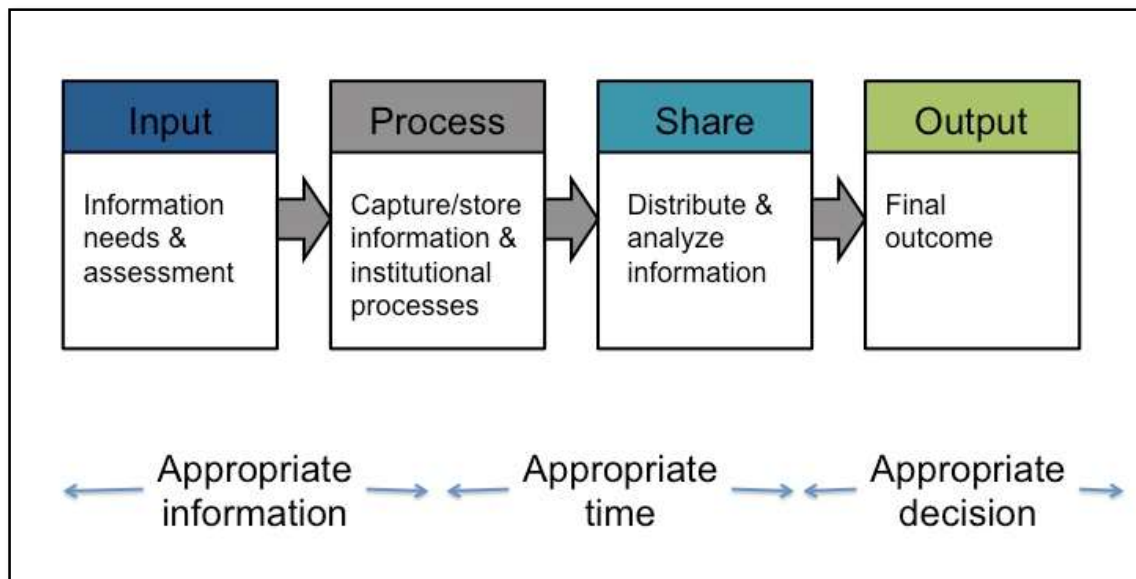 Input
Information
needs &
assessment
Process
Capture/store
information &
institutional
processes
Share
Distribute &
analyze
information
Output
Final
outcome
Appropriate
information
Appropriate
time
Appropriate
decision